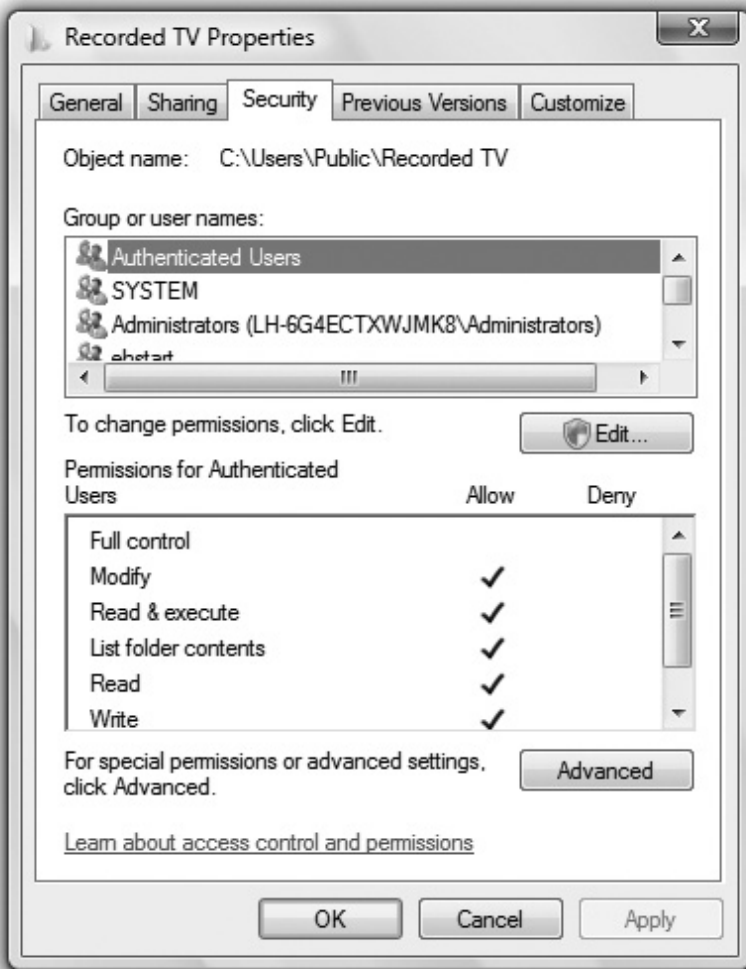 Recorded TV Properties
X
General Sharing Security Previous Versions Customize
Object name: C:\Users\Public\Recorded TV
Group or user names:
Authenticated Users
SYSTEM
Administrators (LH-6G4ECTXWJMK8\Administrators)
ehstart
To change permissions, click Edit.
Edit...
Permissions for Authenticated
Users Allow Deny
Full control
Modify
Read & execute
List folder contents
Read
Write
For special permissions or advanced settings,
click Advanced.
Advanced
Learn about access control and permissions
OK Cancel Apply